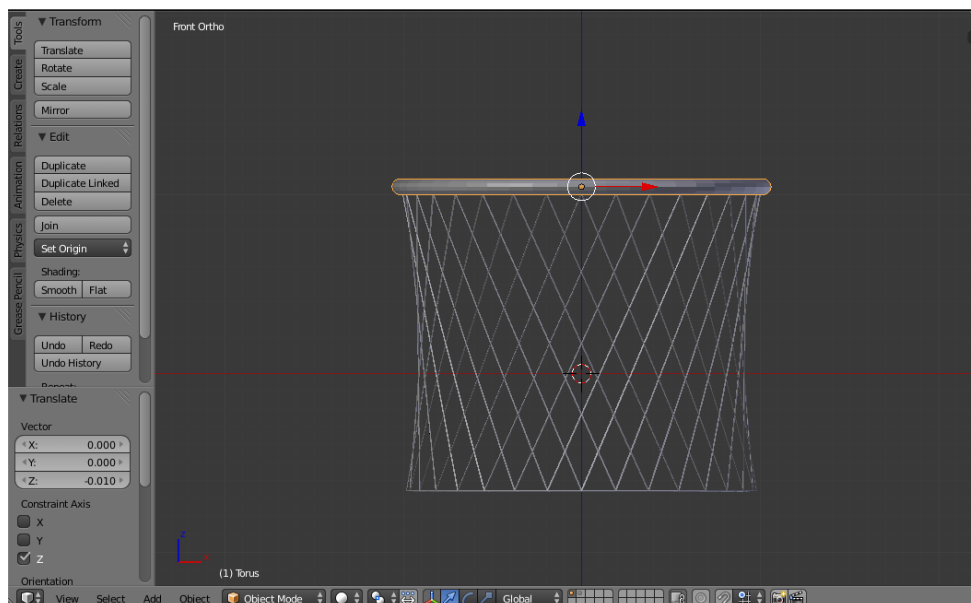 Tools
Create
Relations
Animation
Physics
Grease Pencil
Transform
Translate
Rotate
Scale
Mirror
Edit
Duplicate
Duplicate Linked
Delete
Join
Set Origin
Shading:
Smooth Flat
History
Undo Redo
Undo History
Repeat:
Translate
Vector
X: 0.000
Y: 0.000
Z: -0.010
Constraint Axis
X
Y
Z
Orientation
Front Ortho
z
(1) Torus
View Select Add Object Object Mode Global